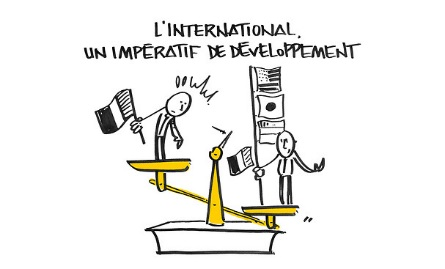 L'INTERNATIONAL,
UN IMPÉRATIF DE DÉVELOPPEMENT